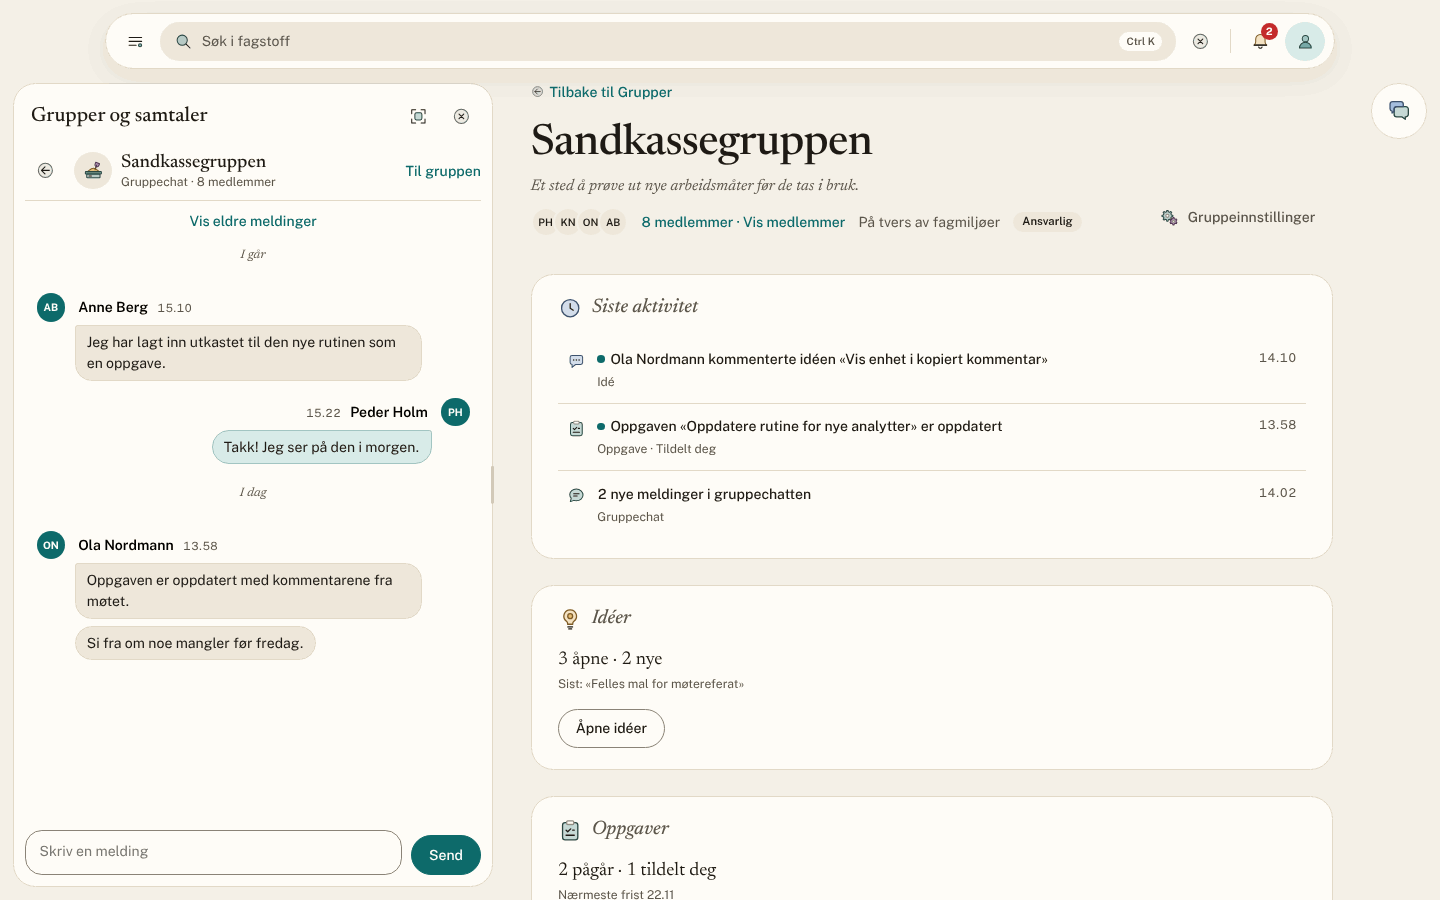 Søk i fagstoff
Ctrl K
2
Grupper og samtaler
Sandkassegruppen
Gruppechat · 8 medlemmer
Til gruppen
Vis eldre meldinger
I går
AB
Anne Berg 15.10
Jeg har lagt inn utkastet til den nye rutinen som
en oppgave.
15.22 Peder Holm
PH
Takk! Jeg ser på den i morgen.
I dag
ON
Ola Nordmann 13.58
Oppgaven er oppdatert med kommentarene fra
møtet.
Si fra om noe mangler før fredag.
Skriv en melding
Send
Tilbake til Grupper
Sandkassegruppen
Et sted å prøve ut nye arbeidsmåter før de tas i bruk.
PH KN ON AB
8 medlemmer · Vis medlemmer
På tvers av fagmiljøer
Ansvarlig
Gruppeinnstillinger
Siste aktivitet
Ola Nordmann kommenterte idéen «Vis enhet i kopiert kommentar»
14.10
Idé
Oppgaven «Oppdatere rutine for nye analytter» er oppdatert
13.58
Oppgave · Tildelt deg
2 nye meldinger i gruppechatten
14.02
Gruppechat
Idéer
3 åpne · 2 nye
Sist: «Felles mal for møtereferat»
Åpne idéer
Oppgaver
2 pågår · 1 tildelt deg
Nærmeste frist 22.11